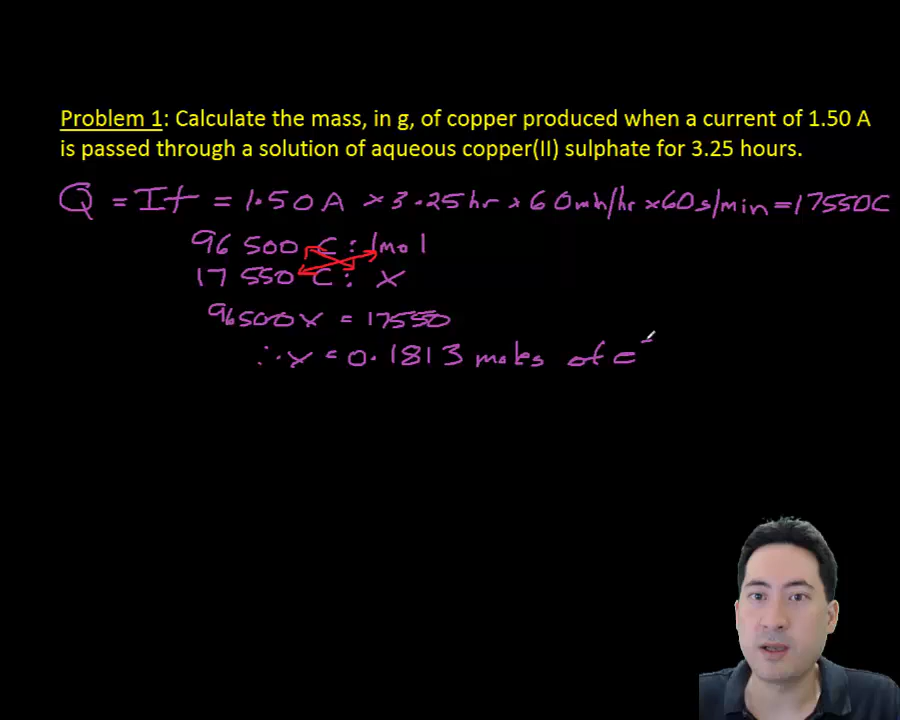 Problem 1: Calculate the mass, in g, of copper produced when a current of 1.50 A
is passed through a solution of aqueous copper(II) sulphate for 3.25 hours.
Q = It = 1.50 A × 3.25 hr × 60 min/hr × 60 s/min = 17550 C
96 500 C : 1 mol
17 550 C : x
96500x = 17550
∴ x = 0.1813 moles of e⁻